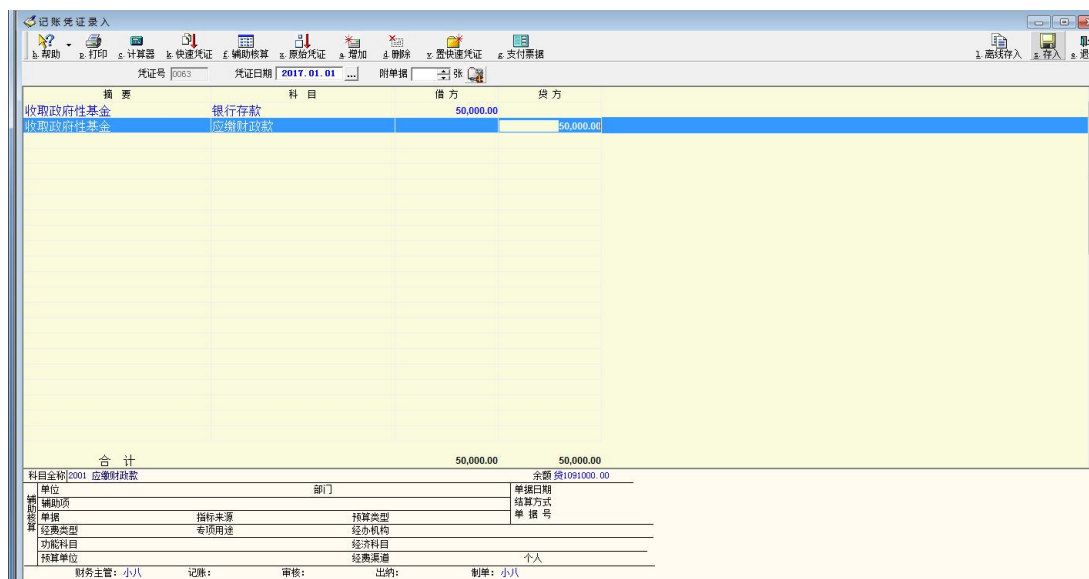 记账凭证录入
h.帮助 p.打印 c.计算器 k.快速凭证 f.辅助核算 z.原始凭证 a.增加 d.删除 v.置快速凭证 g.支付票据 l.离线存入 s.存入
凭证号 0063 凭证日期 2017.01.01 ... 附单据 张
摘 要 科 目 借 方 贷 方
收取政府性基金 银行存款 50,000.00
收取政府性基金 应缴财政款 50,000.00
合 计 50,000.00 50,000.00
科目全称 2001 应缴财政款 余额 贷1091000.00
辅助核算
单位 部门 单据日期
辅助项 结算方式
单据 指标来源 预算类型 单 据 号
经费类型 专项用途 经办机构
功能科目 经济科目
预算单位 经费渠道 个人
财务主管: 小八 记账: 审核: 出纳: 制单: 小八